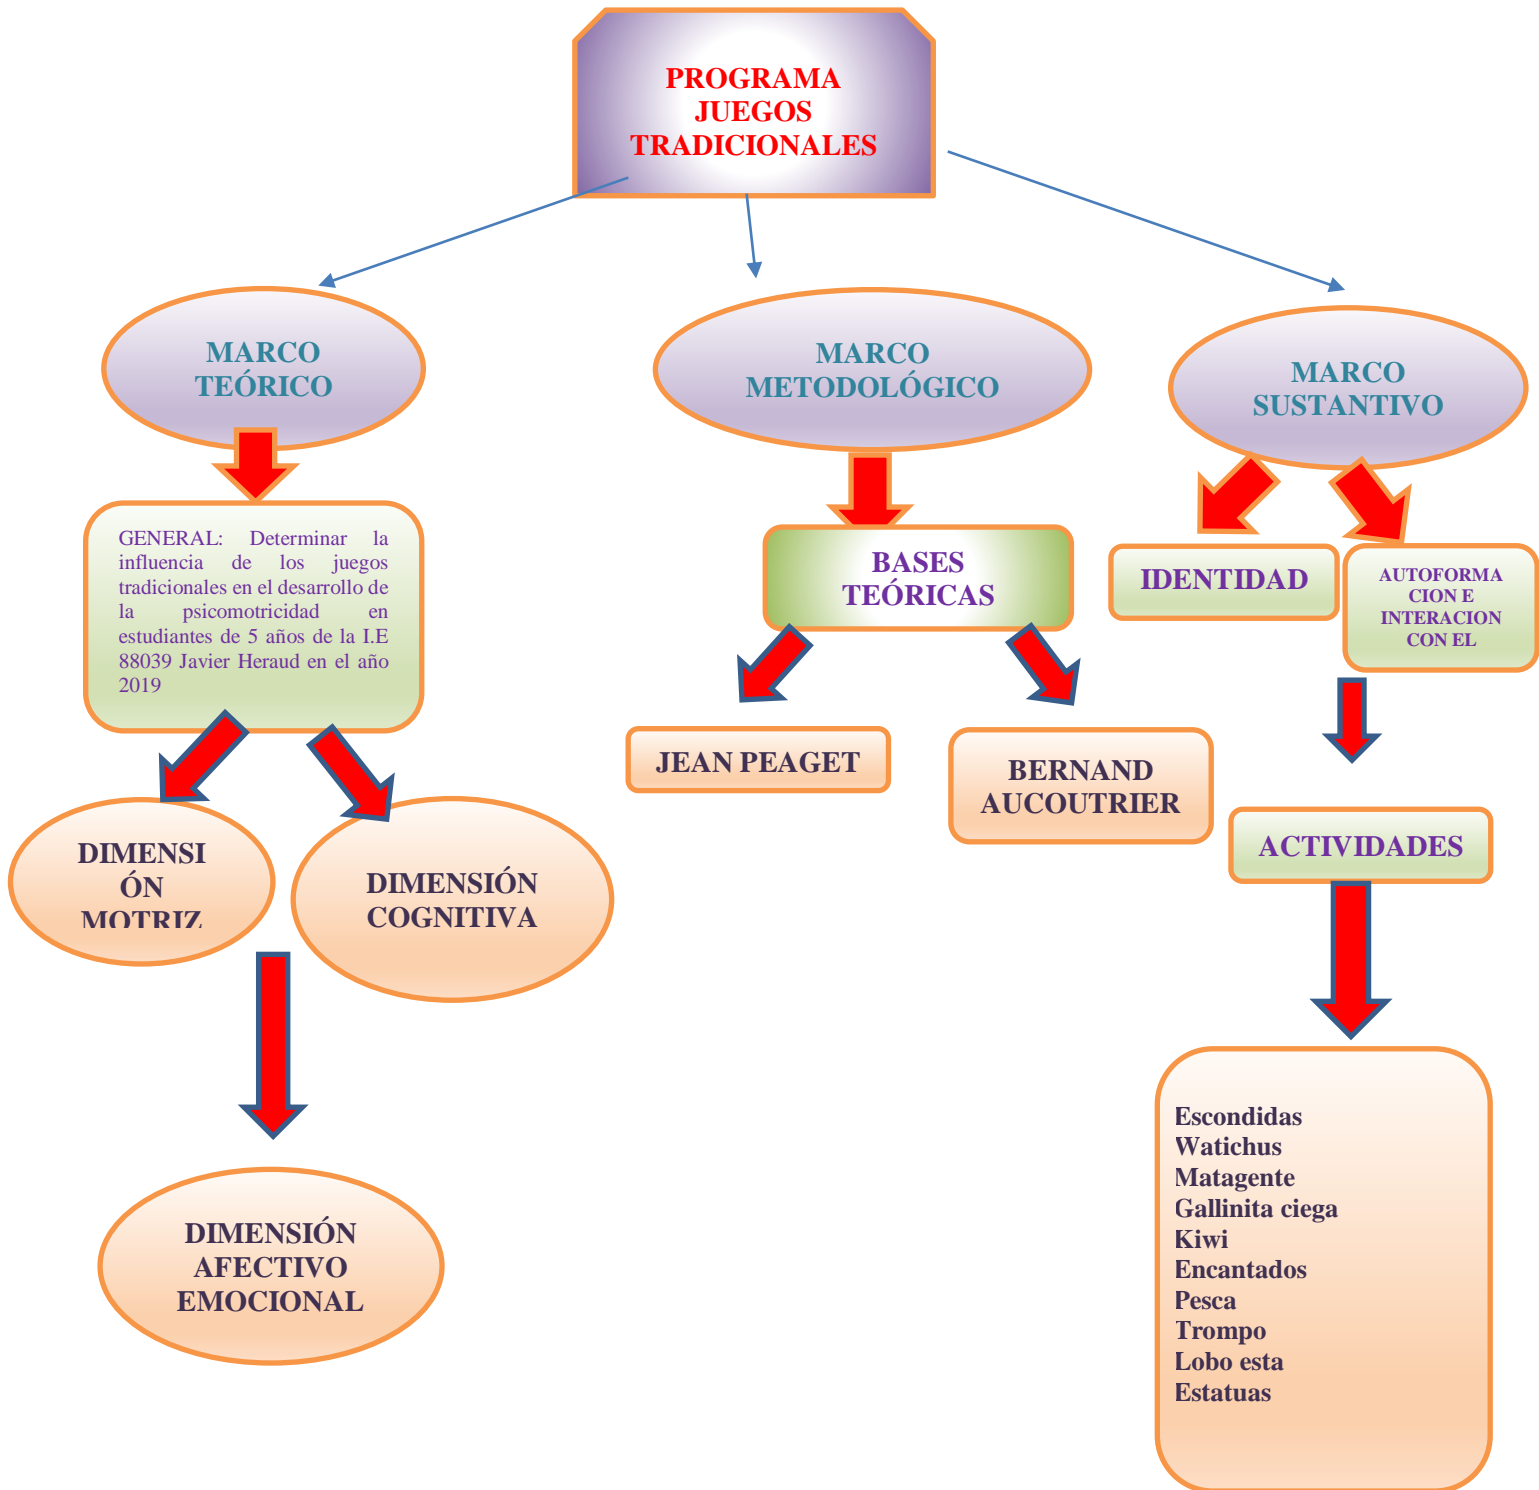 PROGRAMA
JUEGOS
TRADICIONALES
MARCO
TEÓRICO
MARCO
METODOLÓGICO
MARCO
SUSTANTIVO
GENERAL: Determinar la
influencia de los juegos
tradicionales en el desarrollo de
la psicomotricidad en
estudiantes de 5 años de la I.E
88039 Javier Heraud en el año
2019
BASES
TEÓRICAS
IDENTIDAD
AUTOFORMA
CION E
INTERACION
CON EL
JEAN PEAGET
BERNAND
AUCOUTRIER
ACTIVIDADES
DIMENSI
ÓN
MOTRIZ
DIMENSIÓN
COGNITIVA
DIMENSIÓN
AFECTIVO
EMOCIONAL
Escondidas
Watichus
Matagente
Gallinita ciega
Kiwi
Encantados
Pesca
Trompo
Lobo esta
Estatuas